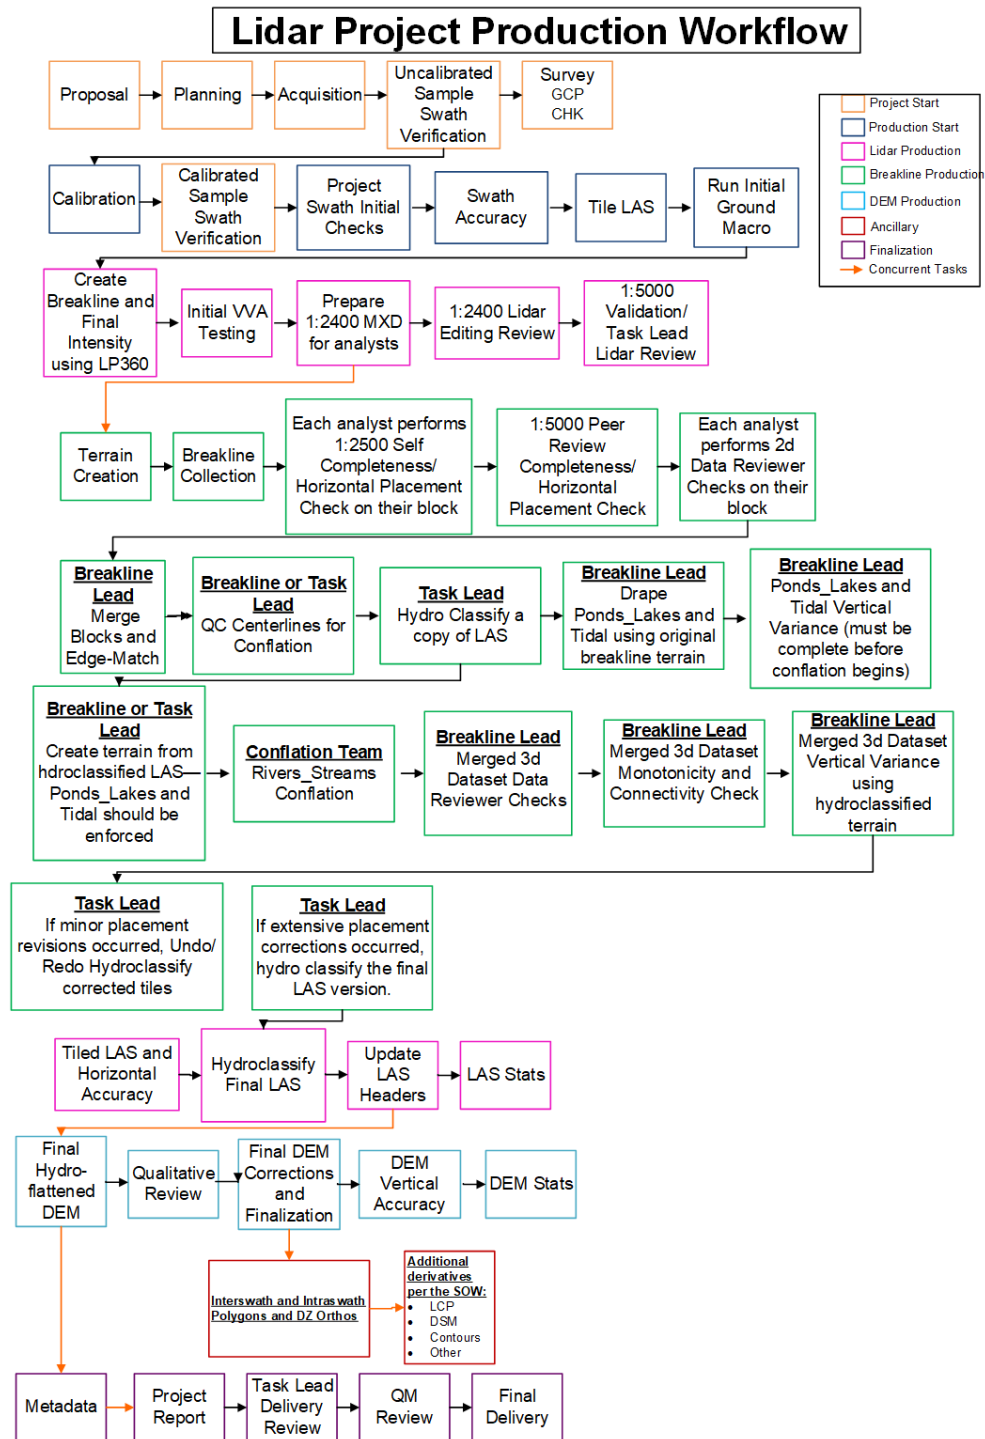 Lidar Project Production Workflow
Proposal
Planning
Acquisition
Uncalibrated
Sample
Swath
Verification
Survey
GCP
CHK
Project Start
Production Start
Lidar Production
Breakline Production
DEM Production
Ancillary
Finalization
Concurrent Tasks
Calibration
Calibrated
Sample
Swath
Verification
Project
Swath Initial
Checks
Swath
Accuracy
Tile LAS
Run Initial
Ground
Macro
Create
Breakline and
Final
Intensity
using LP360
Initial VVA
Testing
Prepare
1:2400 MXD
for analysts
1:2400 Lidar
Editing Review
1:5000
Validation/
Task Lead
Lidar Review
Terrain
Creation
Breakline
Collection
Each analyst performs
1:2500 Self
Completeness/
Horizontal Placement
Check on their block
1:5000 Peer
Review
Completeness/
Horizontal
Placement Check
Each analyst
performs 2d
Data Reviewer
Checks on their
block
Breakline
Lead
Merge
Blocks and
Edge-Match
Breakline or Task
Lead
QC Centerlines for
Conflation
Task Lead
Hydro Classify a
copy of LAS
Breakline Lead
Drape
Ponds_Lakes and
Tidal using original
breakline terrain
Breakline Lead
Ponds_Lakes and
Tidal Vertical
Variance (must be
complete before
conflation begins)
Breakline or Task
Lead
Create terrain from
hdroclassified LAS—
Ponds_Lakes and
Tidal should be
enforced
Conflation Team
Rivers_Streams
Conflation
Breakline Lead
Merged 3d
Dataset Data
Reviewer Checks
Breakline Lead
Merged 3d Dataset
Monotonicity and
Connectivity Check
Breakline Lead
Merged 3d Dataset
Vertical Variance
using
hydroclassified
terrain
Task Lead
If minor placement
revisions occurred, Undo/
Redo Hydroclassify
corrected tiles
Task Lead
If extensive placement
corrections occurred,
hydro classify the final
LAS version.
Tiled LAS and
Horizontal
Accuracy
Hydroclassify
Final LAS
Update
LAS
Headers
LAS Stats
Final
Hydro-
flattened
DEM
Qualitative
Review
Final DEM
Corrections
and
Finalization
DEM
Vertical
Accuracy
DEM Stats
Interswath and Intraswath
Polygons and DZ Orthos
Additional
derivatives
per the SOW:
• LCP
• DSM
• Contours
• Other
Metadata
Project
Report
Task Lead
Delivery
Review
QM
Review
Final
Delivery